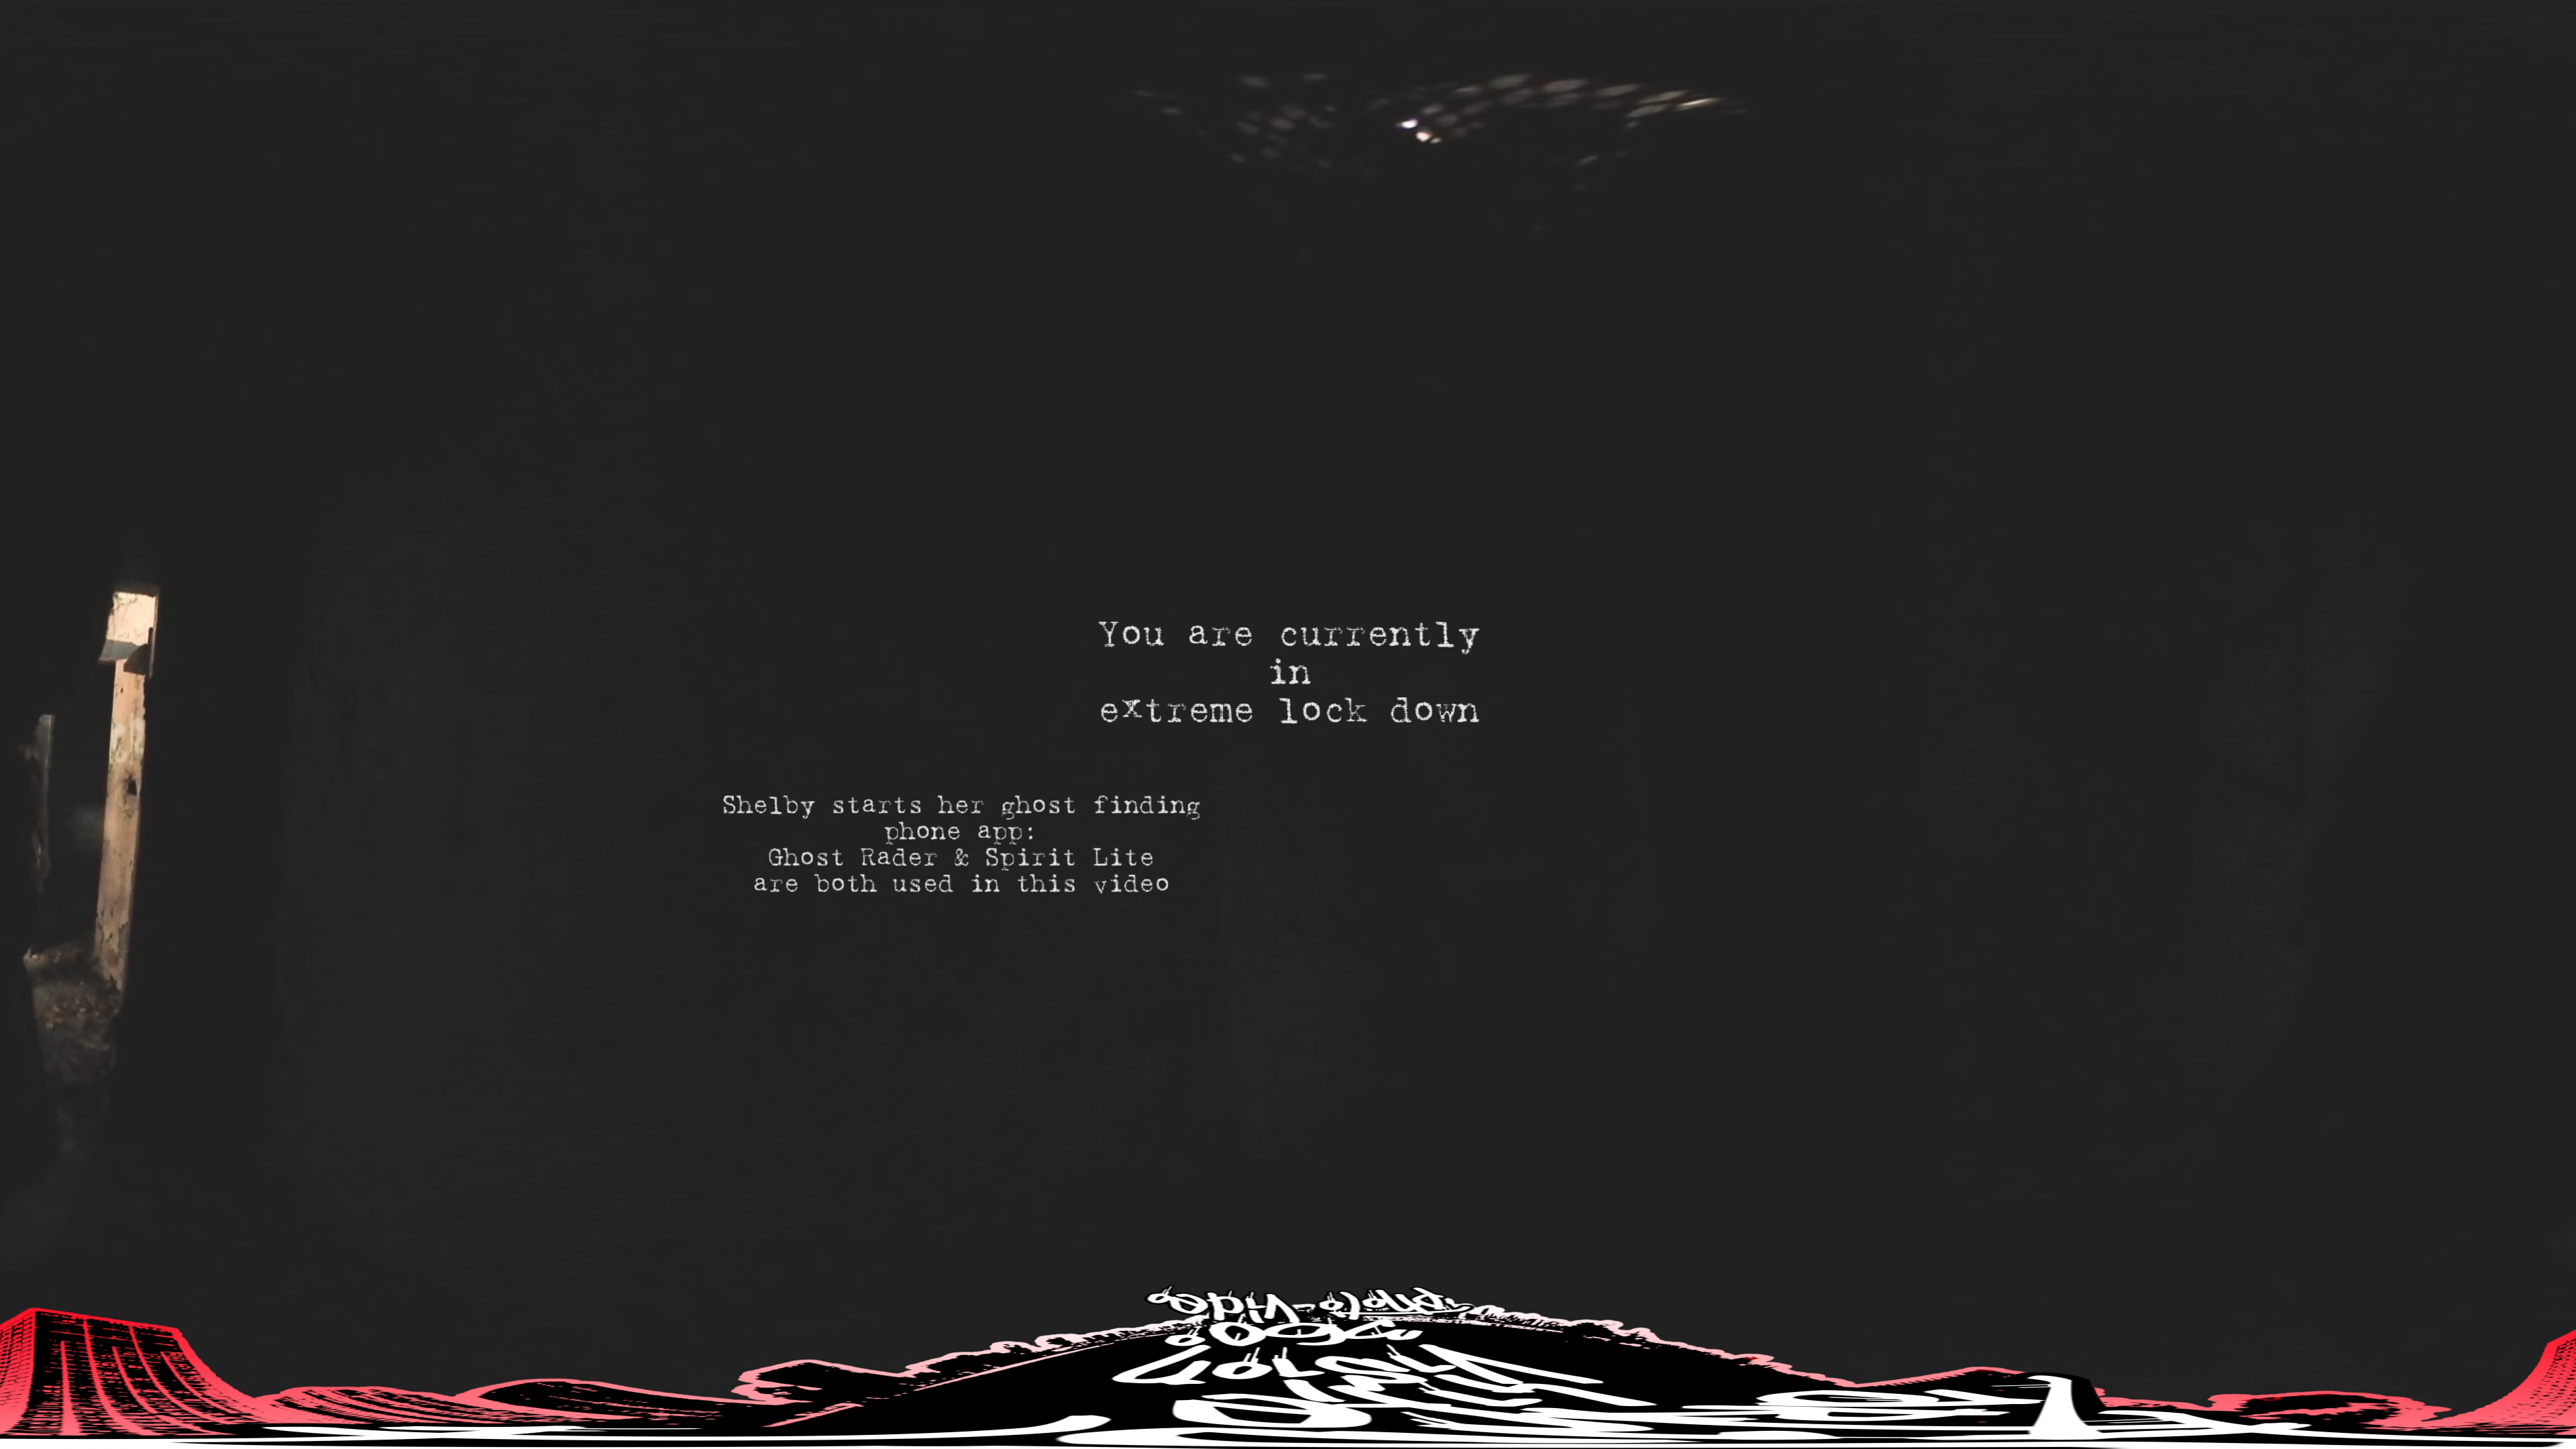 You are currently
in
extreme lock down
Shelby starts her ghost finding
phone app:
Ghost Rader & Spirit Lite
are both used in this video